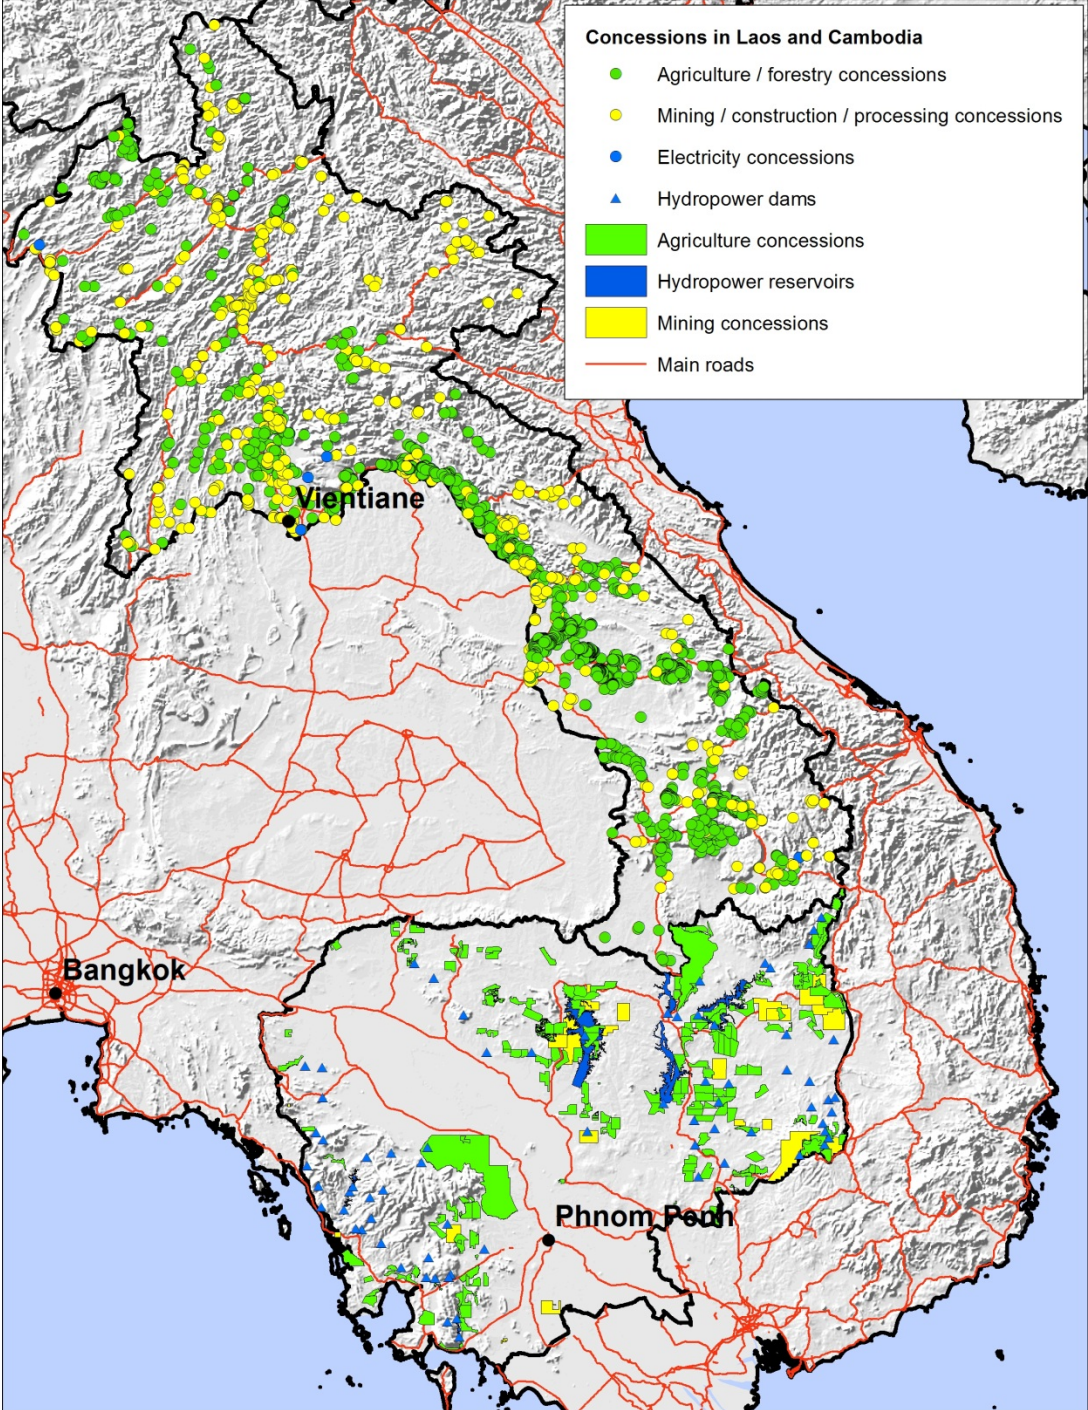 Concessions in Laos and Cambodia
Agriculture / forestry concessions
Mining / construction / processing concessions
Electricity concessions
Hydropower dams
Agriculture concessions
Hydropower reservoirs
Mining concessions
Main roads
Vientiane
Bangkok
Phnom Penh